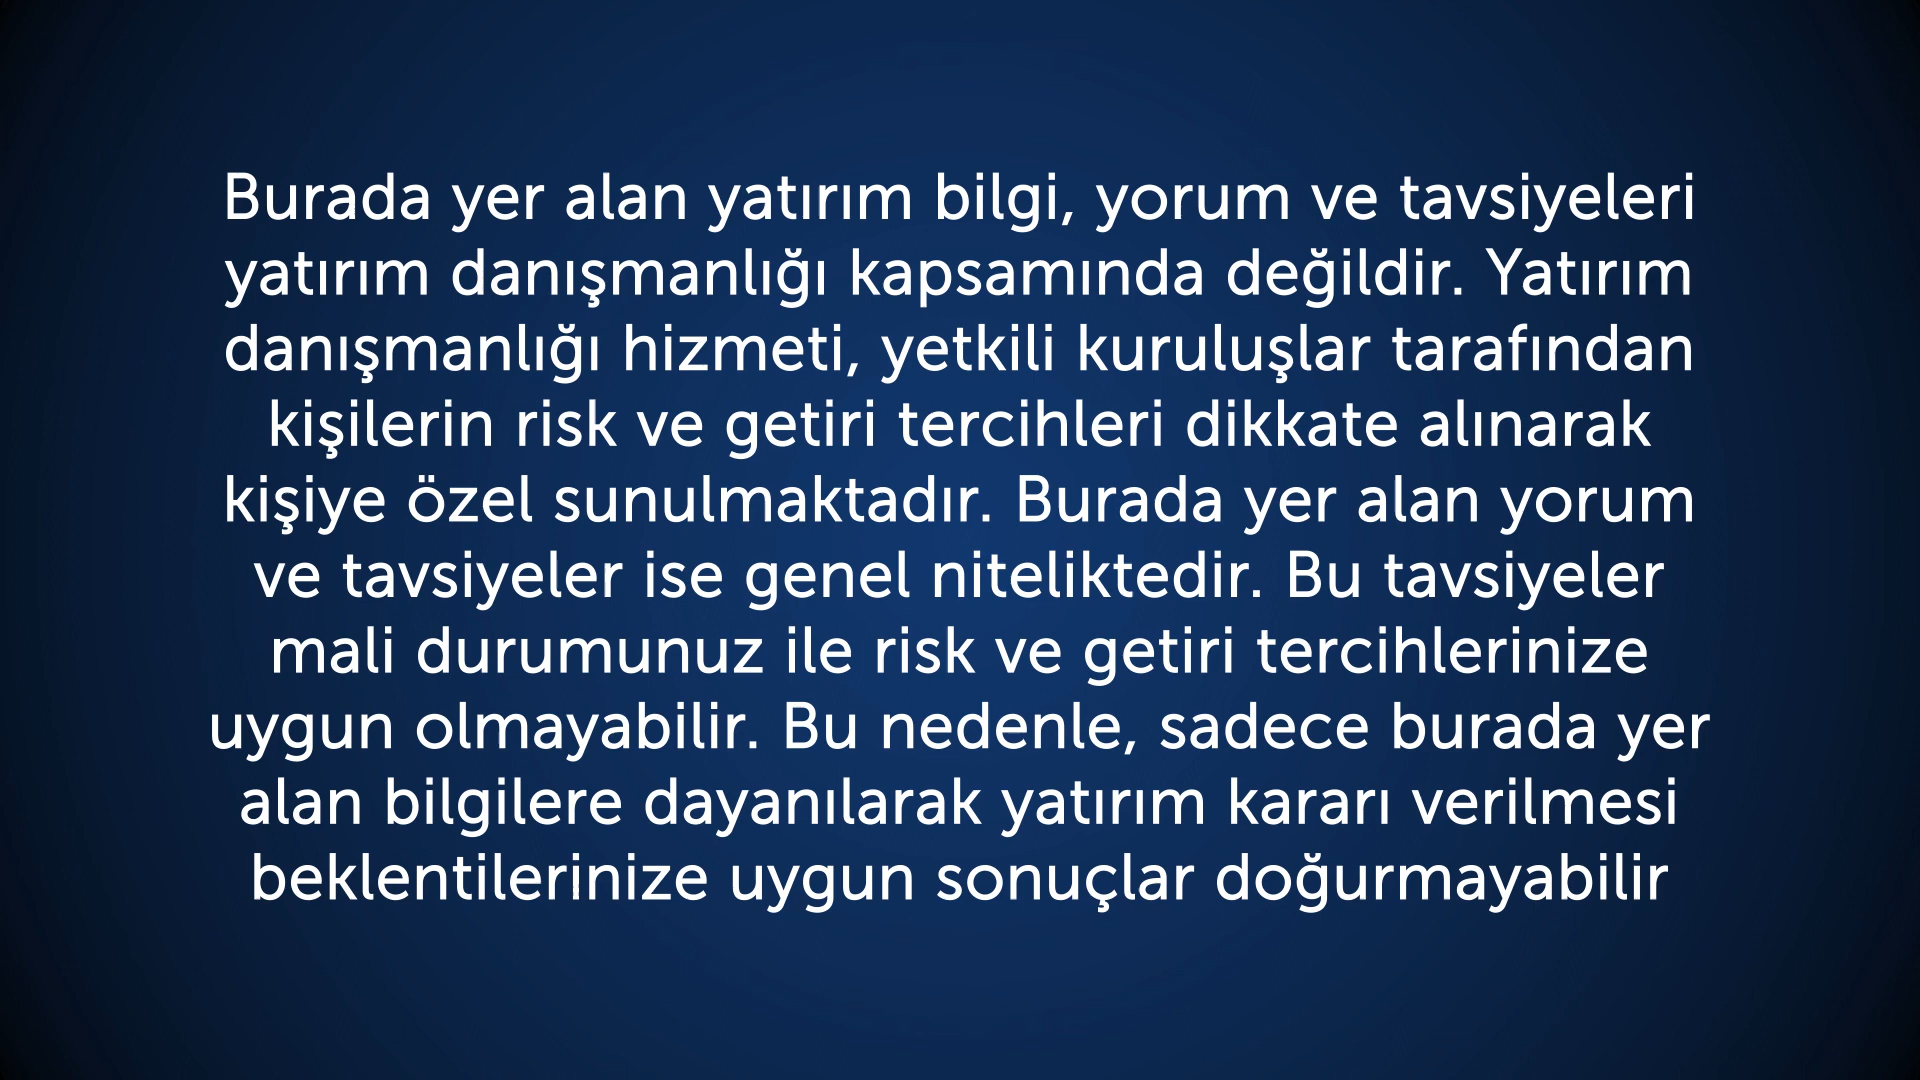 Burada yer alan yatırım bilgi, yorum ve tavsiyeleri
yatırım danışmanlığı kapsamında değildir. Yatırım
danışmanlığı hizmeti, yetkili kuruluşlar tarafından
kişilerin risk ve getiri tercihleri dikkate alınarak
kişiye özel sunulmaktadır. Burada yer alan yorum
ve tavsiyeler ise genel niteliktedir. Bu tavsiyeler
mali durumunuz ile risk ve getiri tercihlerinize
uygun olmayabilir. Bu nedenle, sadece burada yer
alan bilgilere dayanılarak yatırım kararı verilmesi
beklentilerinize uygun sonuçlar doğurmayabilir